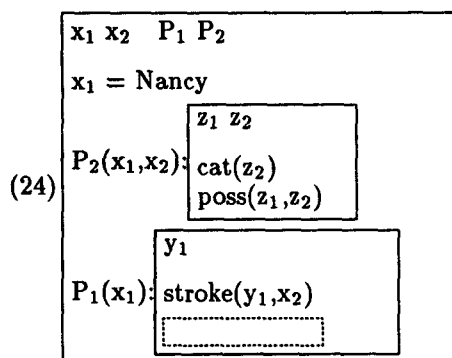 x₁ x₂ P₁ P₂
x₁ = Nancy
z₁ z₂
P₂(x₁,x₂): cat(z₂)
poss(z₁,z₂)
(24)
y₁
P₁(x₁): stroke(y₁,x₂)